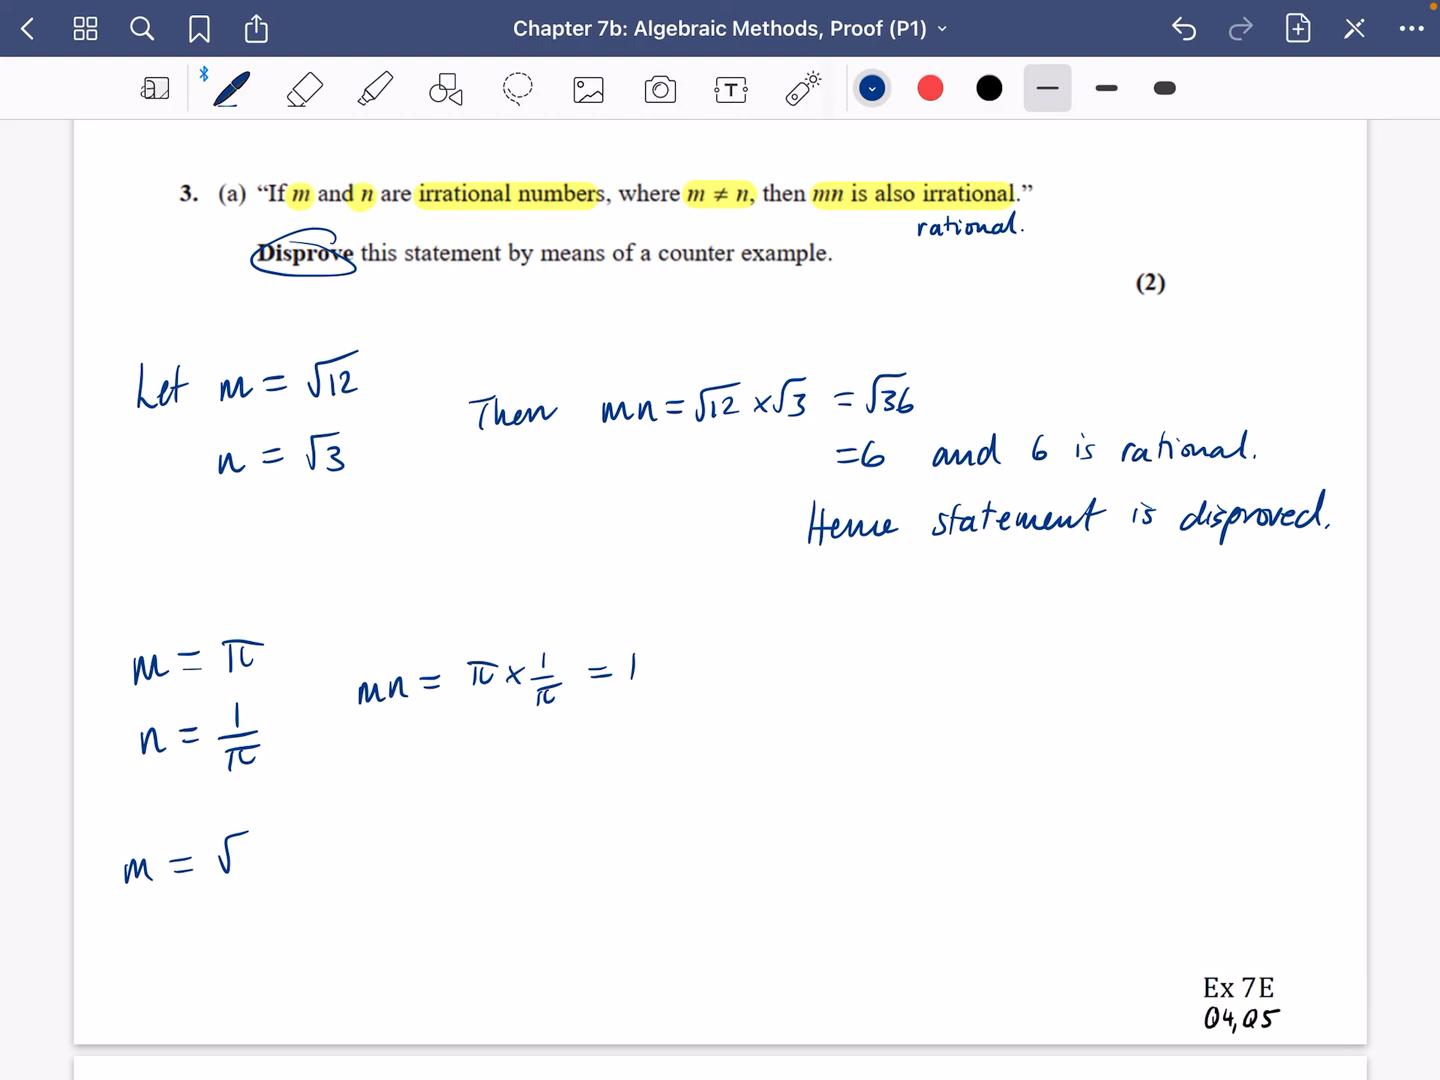 Chapter 7b: Algebraic Methods, Proof (P1)
3. (a) “If m and n are irrational numbers, where m ≠ n, then mn is also irrational.”
rational.
Disprove this statement by means of a counter example.
(2)
Let m = √12
n = √3
Then mn = √12 × √3 = √36
= 6 and 6 is rational.
Hence statement is disproved.
m = π
n = 1/π
mn = π × 1/π = 1
m = √
Ex 7E
Q4, Q5